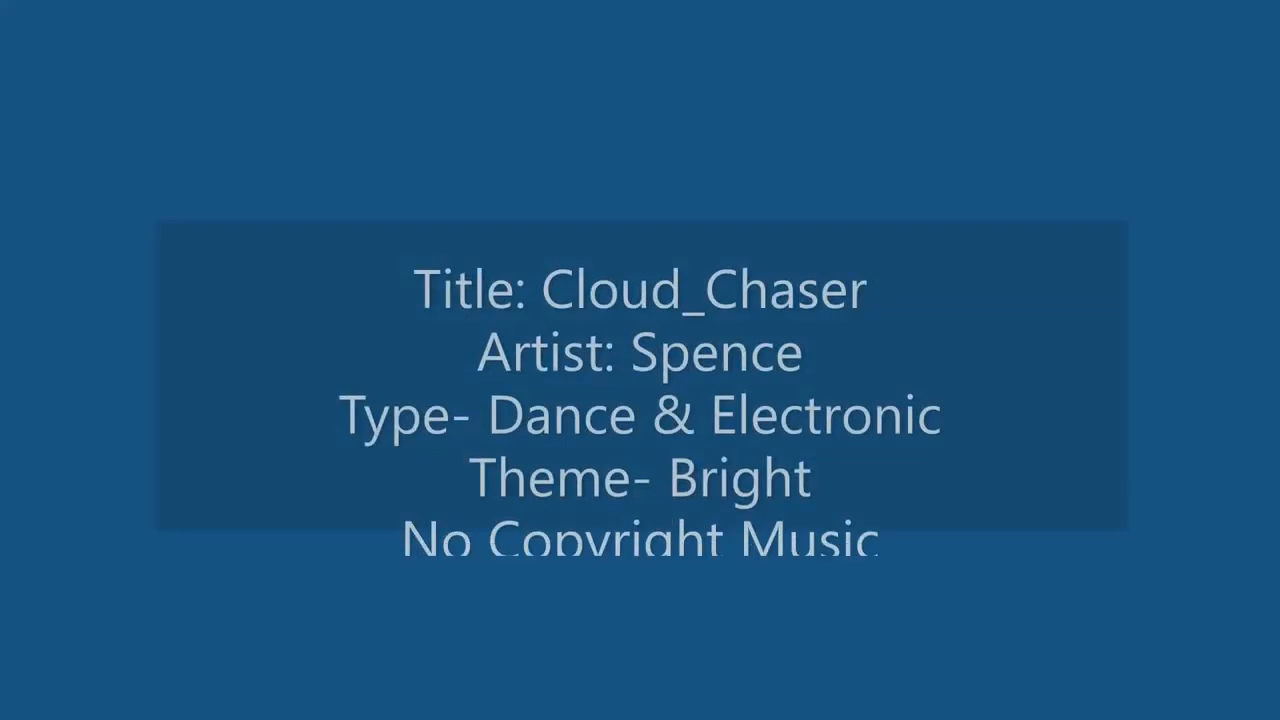 Title: Cloud_Chaser
Artist: Spence
Type- Dance & Electronic
Theme- Bright
No Copyright Music